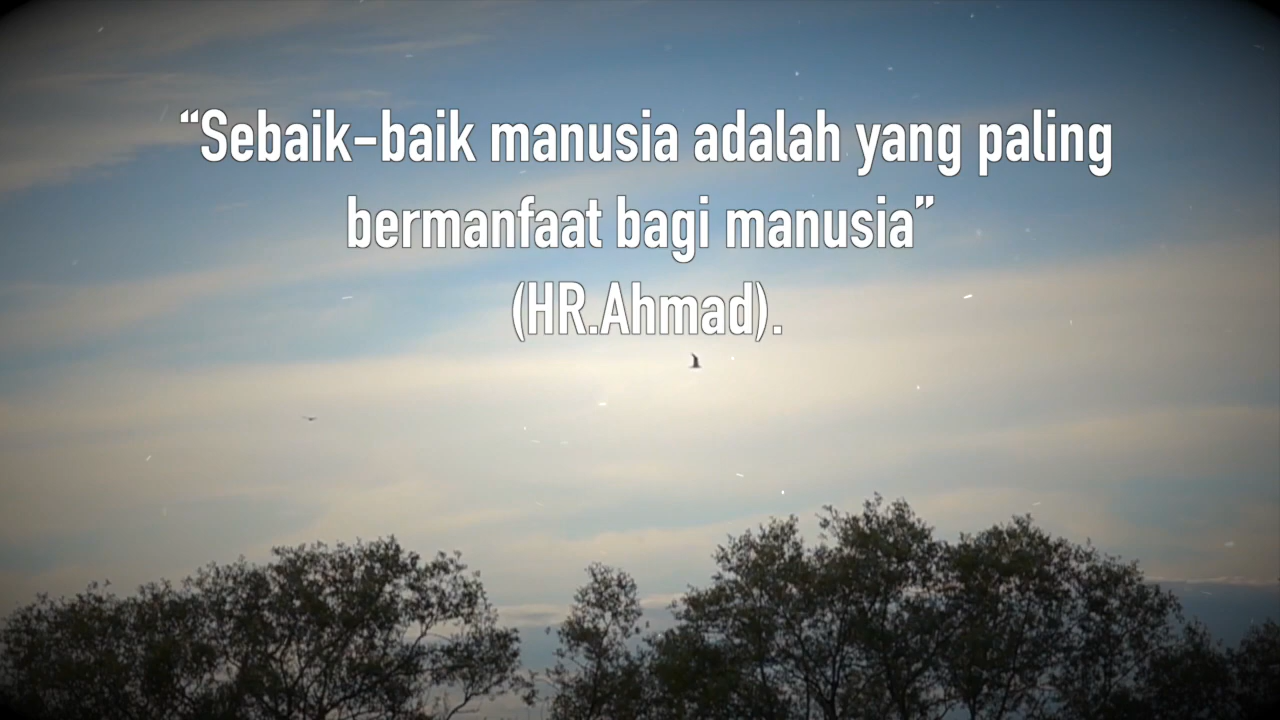 “Sebaik-baik manusia adalah yang paling
bermanfaat bagi manusia”
(HR.Ahmad).